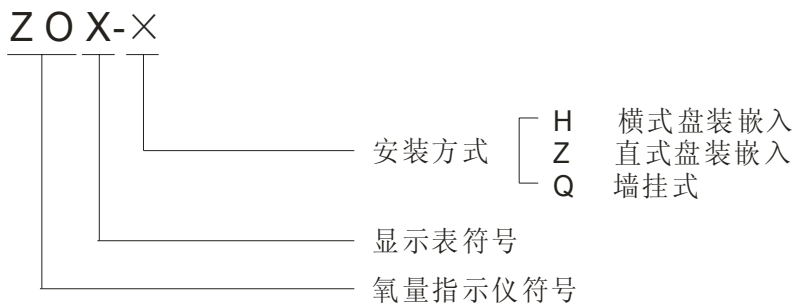 ZOX-×
H 横式盘装嵌入
安装方式 Z 直式盘装嵌入
Q 墙挂式
显示表符号
氧量指示仪符号